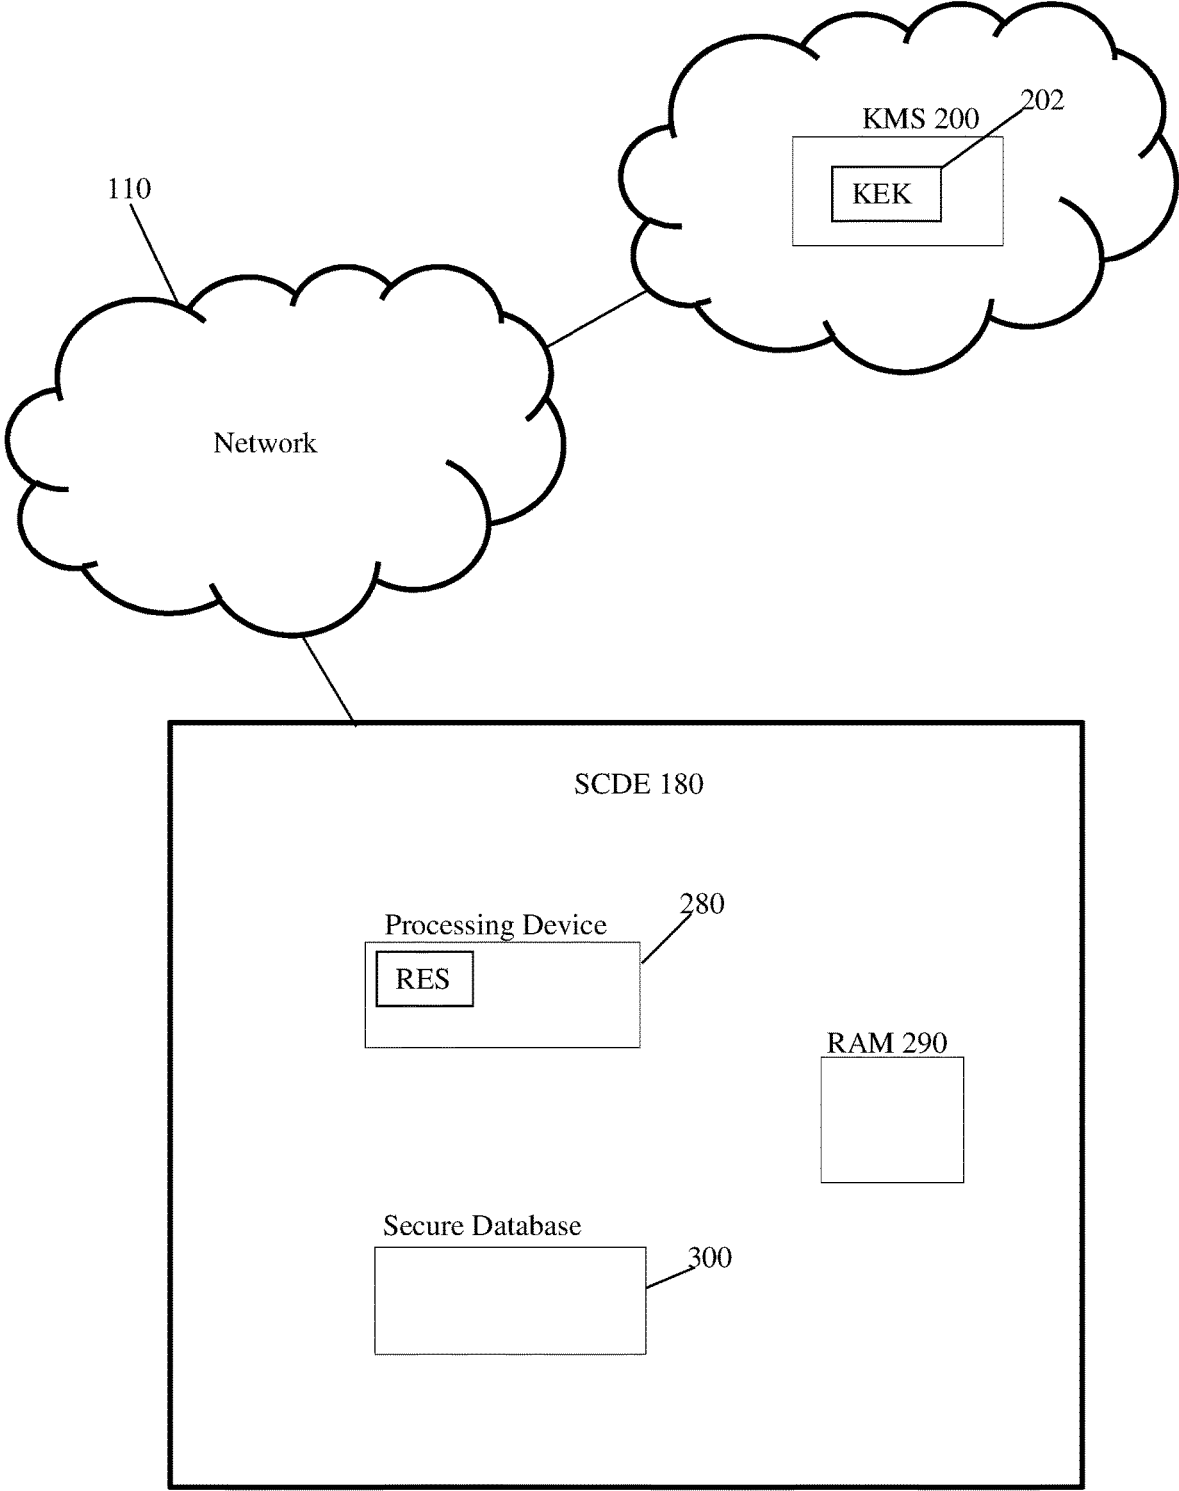 202
KMS 200
KEK
110
Network
SCDE 180
280
Processing Device
RES
RAM 290
Secure Database
300